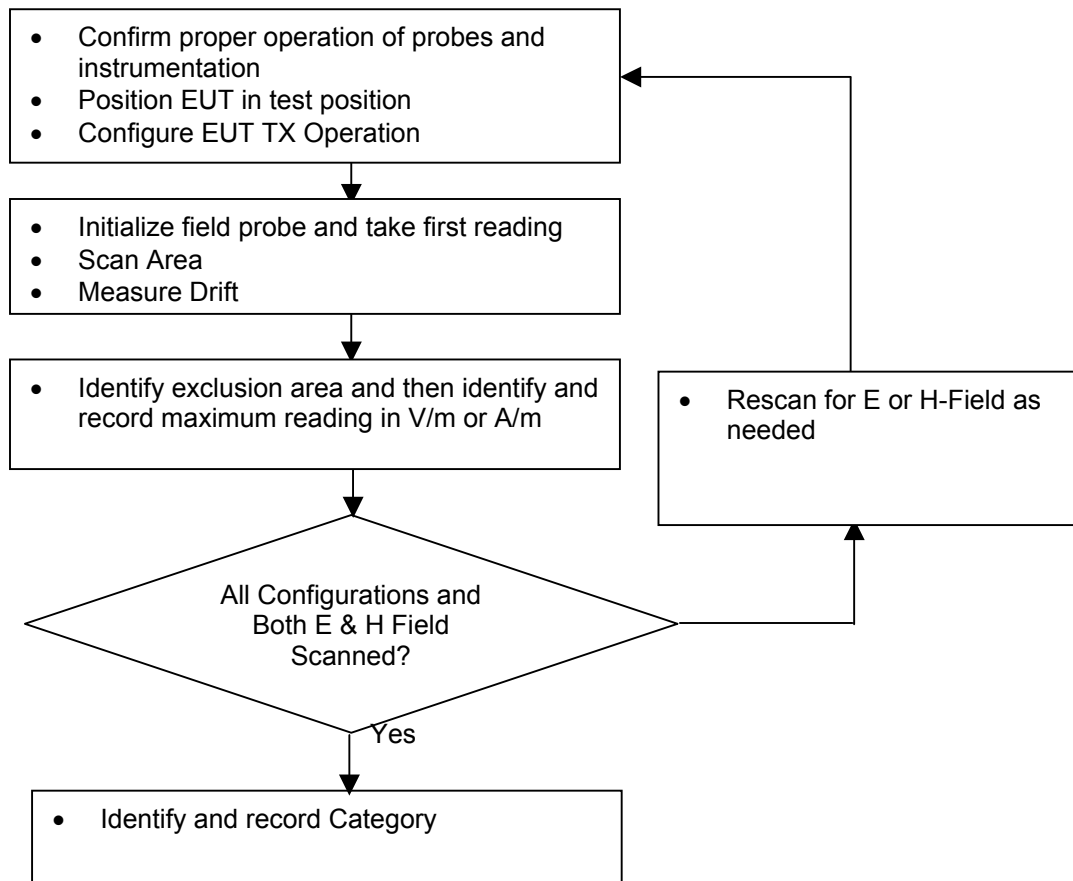 • Confirm proper operation of probes and
instrumentation
• Position EUT in test position
• Configure EUT TX Operation
• Initialize field probe and take first reading
• Scan Area
• Measure Drift
• Identify exclusion area and then identify and
record maximum reading in V/m or A/m
• Rescan for E or H-Field as
needed
All Configurations and
Both E & H Field
Scanned?
Yes
• Identify and record Category